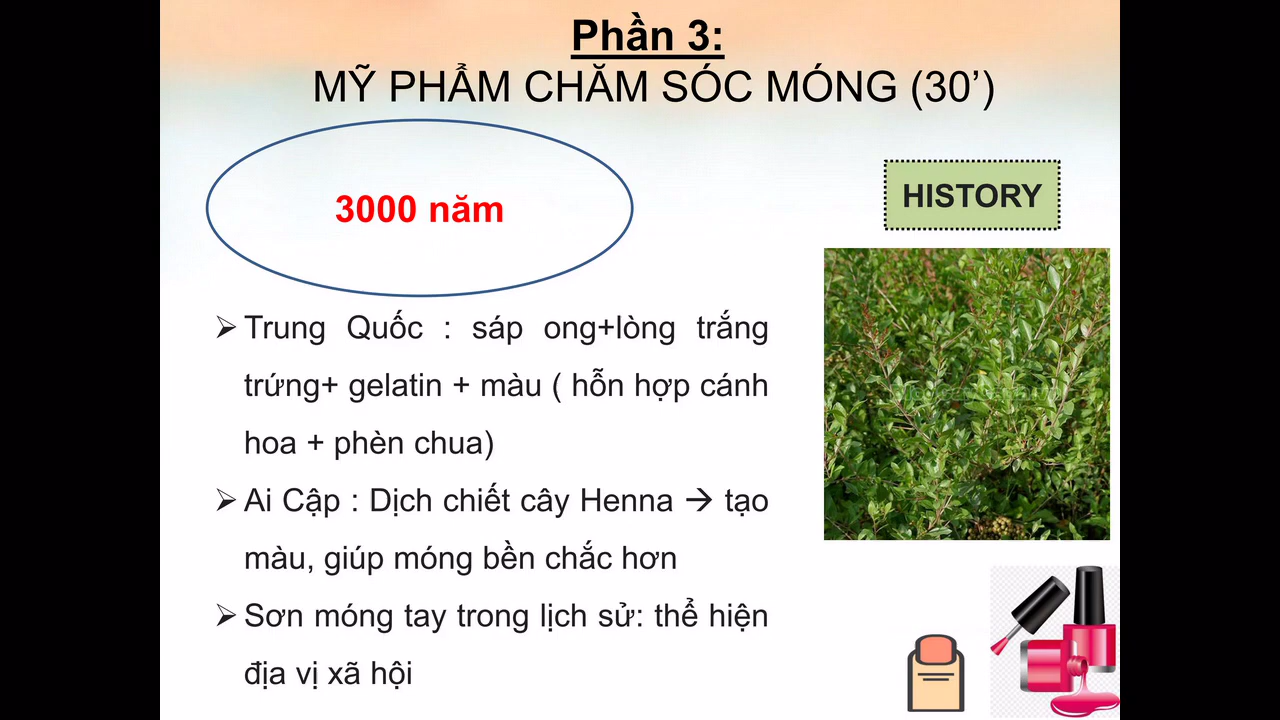 Phần 3:
MỸ PHẨM CHĂM SÓC MÓNG (30’)
3000 năm
HISTORY
➢ Trung Quốc : sáp ong+lòng trắng
trứng+ gelatin + màu ( hỗn hợp cánh
hoa + phèn chua)
➢ Ai Cập : Dịch chiết cây Henna → tạo
màu, giúp móng bền chắc hơn
➢ Sơn móng tay trong lịch sử: thể hiện
địa vị xã hội